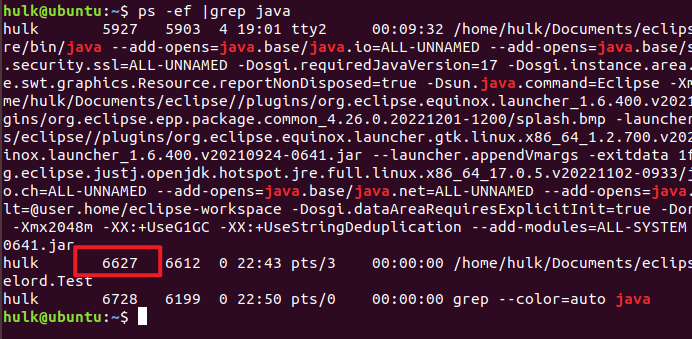 hulk@ubuntu:~$ ps -ef |grep java
hulk 5927 5903 4 19:01 tty2 00:09:32 /home/hulk/Documents/eclips
re/bin/java --add-opens=java.base/java.io=ALL-UNNAMED --add-opens=java.base/s
.security.ssl=ALL-UNNAMED -Dosgi.requiredJavaVersion=17 -Dosgi.instance.area.
e.swt.graphics.Resource.reportNonDisposed=true -Dsun.java.command=Eclipse -Xm
me/hulk/Documents/eclipse//plugins/org.eclipse.equinox.launcher_1.6.400.v2021
gins/org.eclipse.epp.package.common_4.26.0.20221201-1200/splash.bmp -launcher
s/eclipse//plugins/org.eclipse.equinox.launcher.gtk.linux.x86_64_1.2.700.v202
inox.launcher_1.6.400.v20210924-0641.jar --launcher.appendVmargs -exitdata 1f
g.eclipse.justj.openjdk.hotspot.jre.full.linux.x86_64_17.0.5.v20221102-0933/j
o.ch=ALL-UNNAMED --add-opens=java.base/java.net=ALL-UNNAMED --add-opens=java.
lt=@user.home/eclipse-workspace -Dosgi.dataAreaRequiresExplicitInit=true -Dor
-Xmx2048m -XX:+UseG1GC -XX:+UseStringDeduplication --add-modules=ALL-SYSTEM
0641.jar
hulk 6627 6612 0 22:43 pts/3 00:00:00 /home/hulk/Documents/eclips
elord.Test
hulk 6728 6199 0 22:50 pts/0 00:00:00 grep --color=auto java
hulk@ubuntu:~$